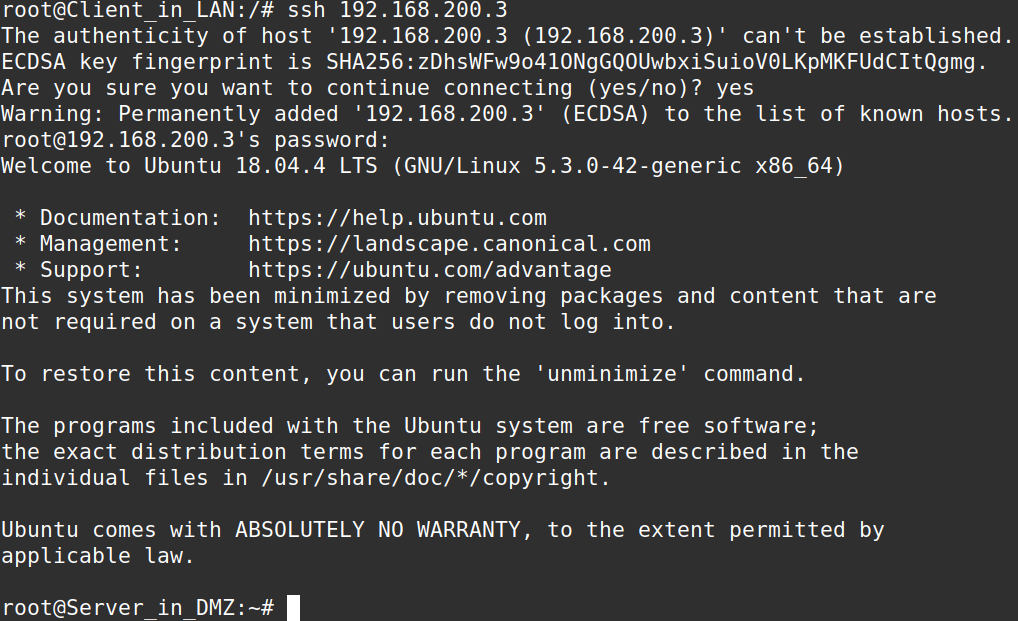 root@Client_in_LAN:/# ssh 192.168.200.3
The authenticity of host '192.168.200.3 (192.168.200.3)' can't be established.
ECDSA key fingerprint is SHA256:zDhsWFw9o41ONgGQOUwbxiSuioV0LKpMKFUdCItQgmg.
Are you sure you want to continue connecting (yes/no)? yes
Warning: Permanently added '192.168.200.3' (ECDSA) to the list of known hosts.
root@192.168.200.3's password:
Welcome to Ubuntu 18.04.4 LTS (GNU/Linux 5.3.0-42-generic x86_64)
* Documentation:  https://help.ubuntu.com
* Management:     https://landscape.canonical.com
* Support:        https://ubuntu.com/advantage
This system has been minimized by removing packages and content that are
not required on a system that users do not log into.
To restore this content, you can run the 'unminimize' command.
The programs included with the Ubuntu system are free software;
the exact distribution terms for each program are described in the
individual files in /usr/share/doc/*/copyright.
Ubuntu comes with ABSOLUTELY NO WARRANTY, to the extent permitted by
applicable law.
root@Server_in_DMZ:~#